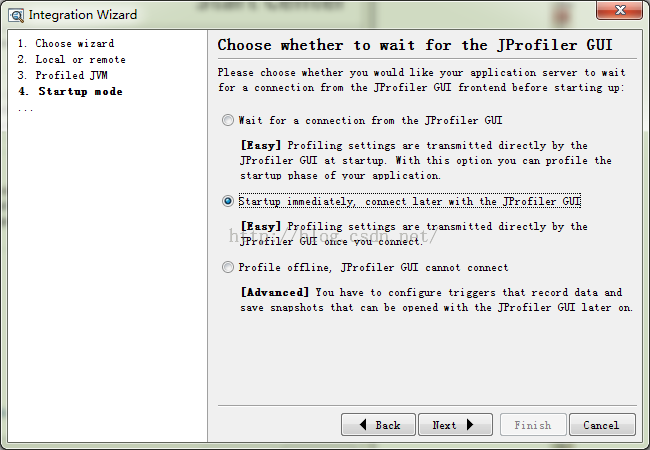 Integration Wizard
1. Choose wizard
2. Local or remote
3. Profiled JVM
4. Startup mode
...
Choose whether to wait for the JProfiler GUI
Please choose whether you would like your application server to wait
for a connection from the JProfiler GUI frontend before starting up:
Wait for a connection from the JProfiler GUI
[Easy] Profiling settings are transmitted directly by the
JProfiler GUI at startup. With this option you can profile the
startup phase of your application.
Startup immediately, connect later with the JProfiler GUI
[Easy] Profiling settings are transmitted directly by the
http://blog.csdn.net/
JProfiler GUI once you connect.
Profile offline, JProfiler GUI cannot connect
[Advanced] You have to configure triggers that record data and
save snapshots that can be opened with the JProfiler GUI later on.
Back
Next
Finish
Cancel